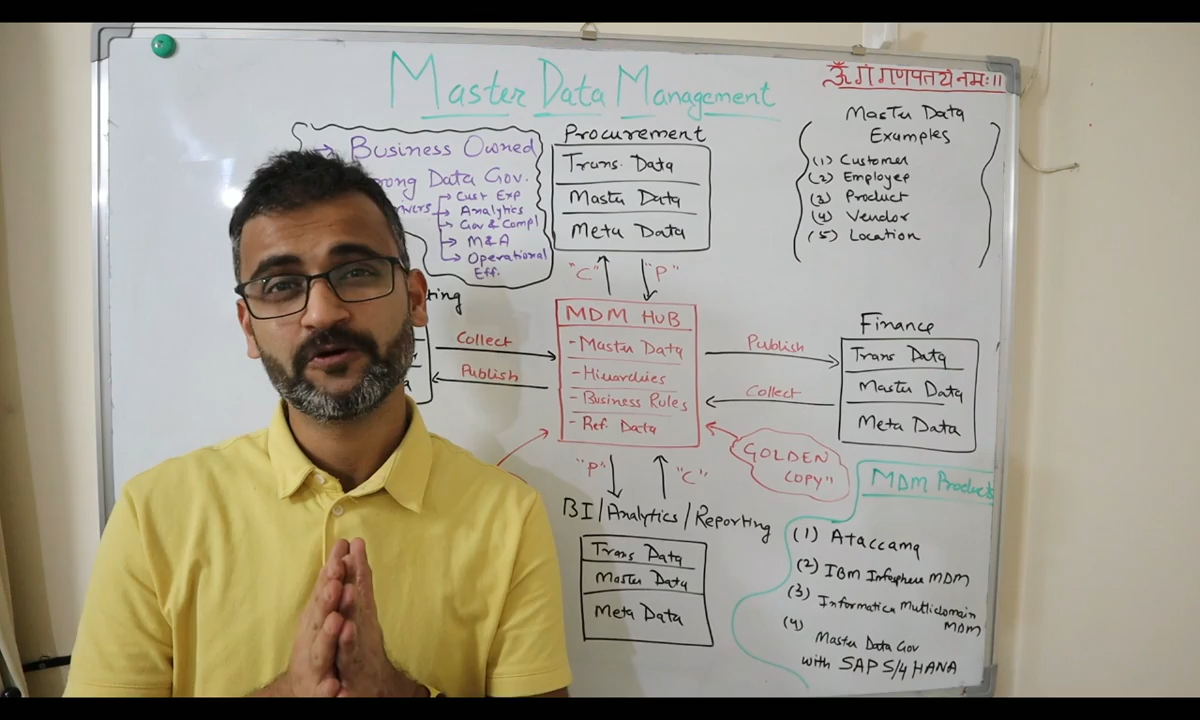 Master Data Management
ॐ गं गणपतये नमः॥
Business Owned
Data Gov.
Cust Exp
Analytics
Gov & Compl
M&A
Operational
Eff.
Procurement
Trans. Data
Master Data
Meta Data
Master Data
Examples
(1) Customer
(2) Employee
(3) Product
(4) Vendor
(5) Location
"C"
"P"
Collect
Publish
MDM HUB
- Master Data
- Hierarchies
- Business Rules
- Ref. Data
Publish
Collect
Finance
Trans Data
Master Data
Meta Data
"GOLDEN
COPY"
"P"
"C"
BI/Analytics/Reporting
Trans Data
Master Data
Meta Data
MDM Products
(1) Ataccama
(2) IBM Infosphere MDM
(3) Informatica Multidomain
MDM
(4)
Master Data Gov
with SAP S/4 HANA